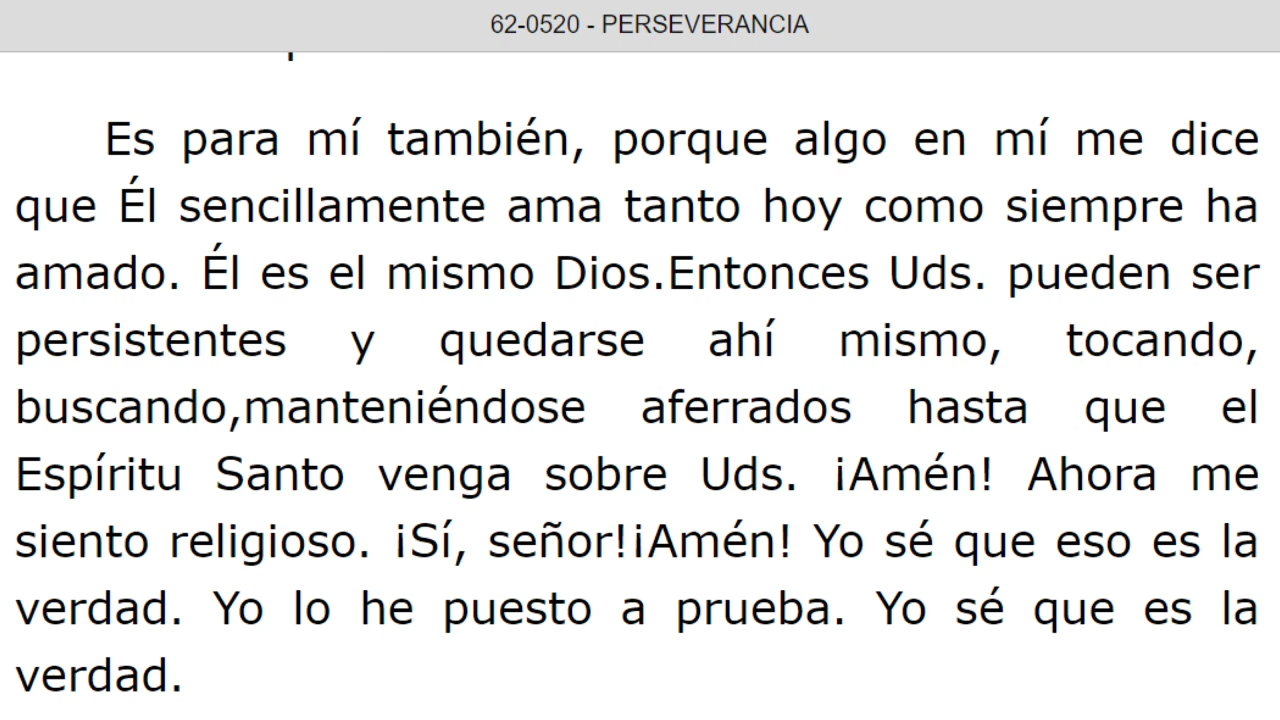 62-0520 - PERSEVERANCIA
Es para mí también, porque algo en mí me dice
que Él sencillamente ama tanto hoy como siempre ha
amado. Él es el mismo Dios.Entonces Uds. pueden ser
persistentes y quedarse ahí mismo, tocando,
buscando,manteniéndose aferrados hasta que el
Espíritu Santo venga sobre Uds. ¡Amén! Ahora me
siento religioso. ¡Sí, señor!¡Amén! Yo sé que eso es la
verdad. Yo lo he puesto a prueba. Yo sé que es la
verdad.